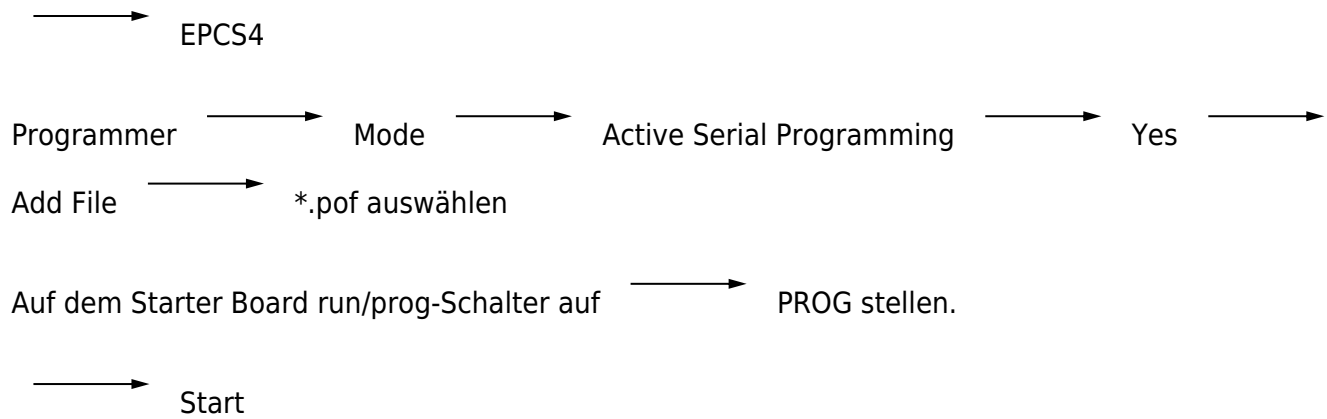 EPCS4
Programmer Mode Active Serial Programming Yes
Add File *.pof auswählen
Auf dem Starter Board run/prog-Schalter auf PROG stellen.
Start